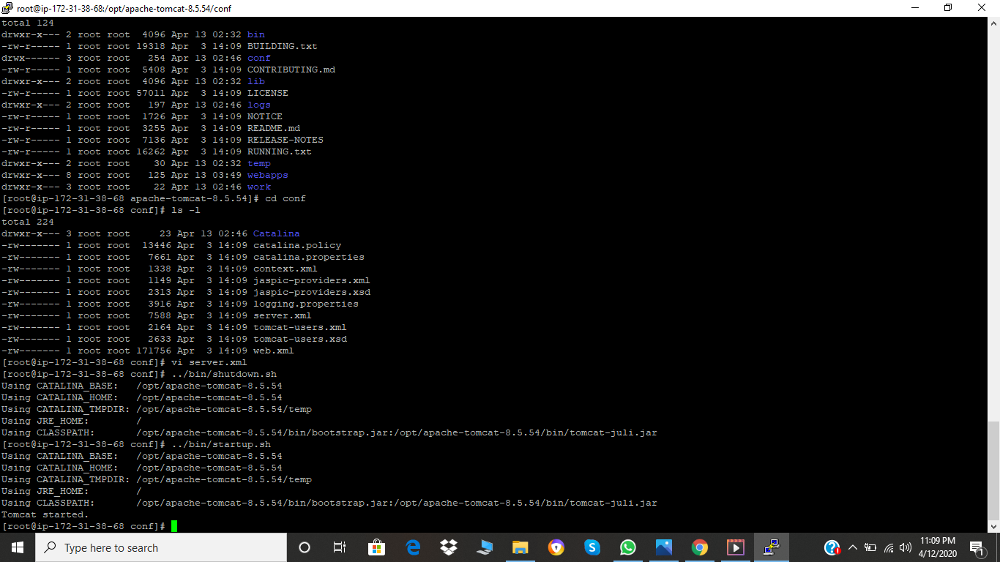 root@ip-172-31-38-68:/opt/apache-tomcat-8.5.54/conf
total 124
drwxr-x--- 2 root root  4096 Apr 13 02:32 bin
-rw-r----- 1 root root 19318 Apr  3 14:09 BUILDING.txt
drwx------ 3 root root   254 Apr 13 02:46 conf
-rw-r----- 1 root root  5408 Apr  3 14:09 CONTRIBUTING.md
drwxr-x--- 2 root root  4096 Apr 13 02:32 lib
-rw-r----- 1 root root 57011 Apr  3 14:09 LICENSE
drwxr-x--- 2 root root   197 Apr 13 02:46 logs
-rw-r----- 1 root root  1726 Apr  3 14:09 NOTICE
-rw-r----- 1 root root  3255 Apr  3 14:09 README.md
-rw-r----- 1 root root  7136 Apr  3 14:09 RELEASE-NOTES
-rw-r----- 1 root root 16262 Apr  3 14:09 RUNNING.txt
drwxr-x--- 2 root root    30 Apr 13 02:32 temp
drwxr-x--- 8 root root   125 Apr 13 03:49 webapps
drwxr-x--- 3 root root    22 Apr 13 02:46 work
[root@ip-172-31-38-68 apache-tomcat-8.5.54]# cd conf
[root@ip-172-31-38-68 conf]# ls -l
total 224
drwxr-x--- 3 root root     23 Apr 13 02:46 Catalina
-rw------- 1 root root  13446 Apr  3 14:09 catalina.policy
-rw------- 1 root root   7661 Apr  3 14:09 catalina.properties
-rw------- 1 root root   1338 Apr  3 14:09 context.xml
-rw------- 1 root root   1149 Apr  3 14:09 jaspic-providers.xml
-rw------- 1 root root   2313 Apr  3 14:09 jaspic-providers.xsd
-rw------- 1 root root   3916 Apr  3 14:09 logging.properties
-rw------- 1 root root   7588 Apr  3 14:09 server.xml
-rw------- 1 root root   2164 Apr  3 14:09 tomcat-users.xml
-rw------- 1 root root   2633 Apr  3 14:09 tomcat-users.xsd
-rw------- 1 root root 171756 Apr  3 14:09 web.xml
[root@ip-172-31-38-68 conf]# vi server.xml
[root@ip-172-31-38-68 conf]# ../bin/shutdown.sh
Using CATALINA_BASE:   /opt/apache-tomcat-8.5.54
Using CATALINA_HOME:   /opt/apache-tomcat-8.5.54
Using CATALINA_TMPDIR: /opt/apache-tomcat-8.5.54/temp
Using JRE_HOME:        /
Using CLASSPATH:       /opt/apache-tomcat-8.5.54/bin/bootstrap.jar:/opt/apache-tomcat-8.5.54/bin/tomcat-juli.jar
[root@ip-172-31-38-68 conf]# ../bin/startup.sh
Using CATALINA_BASE:   /opt/apache-tomcat-8.5.54
Using CATALINA_HOME:   /opt/apache-tomcat-8.5.54
Using CATALINA_TMPDIR: /opt/apache-tomcat-8.5.54/temp
Using JRE_HOME:        /
Using CLASSPATH:       /opt/apache-tomcat-8.5.54/bin/bootstrap.jar:/opt/apache-tomcat-8.5.54/bin/tomcat-juli.jar
Tomcat started.
[root@ip-172-31-38-68 conf]#
Type here to search
11:09 PM
4/12/2020
1